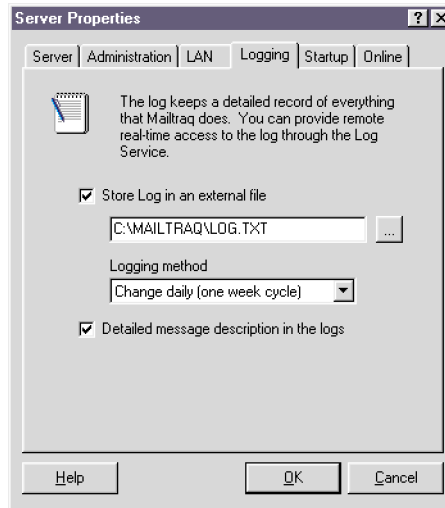 Server Properties
Server Administration LAN Logging Startup Online
The log keeps a detailed record of everything
that Mailtraq does. You can provide remote
real-time access to the log through the Log
Service.
Store Log in an external file
C:\MAILTRAQ\LOG.TXT
...
Logging method
Change daily (one week cycle)
Detailed message description in the logs
Help OK Cancel